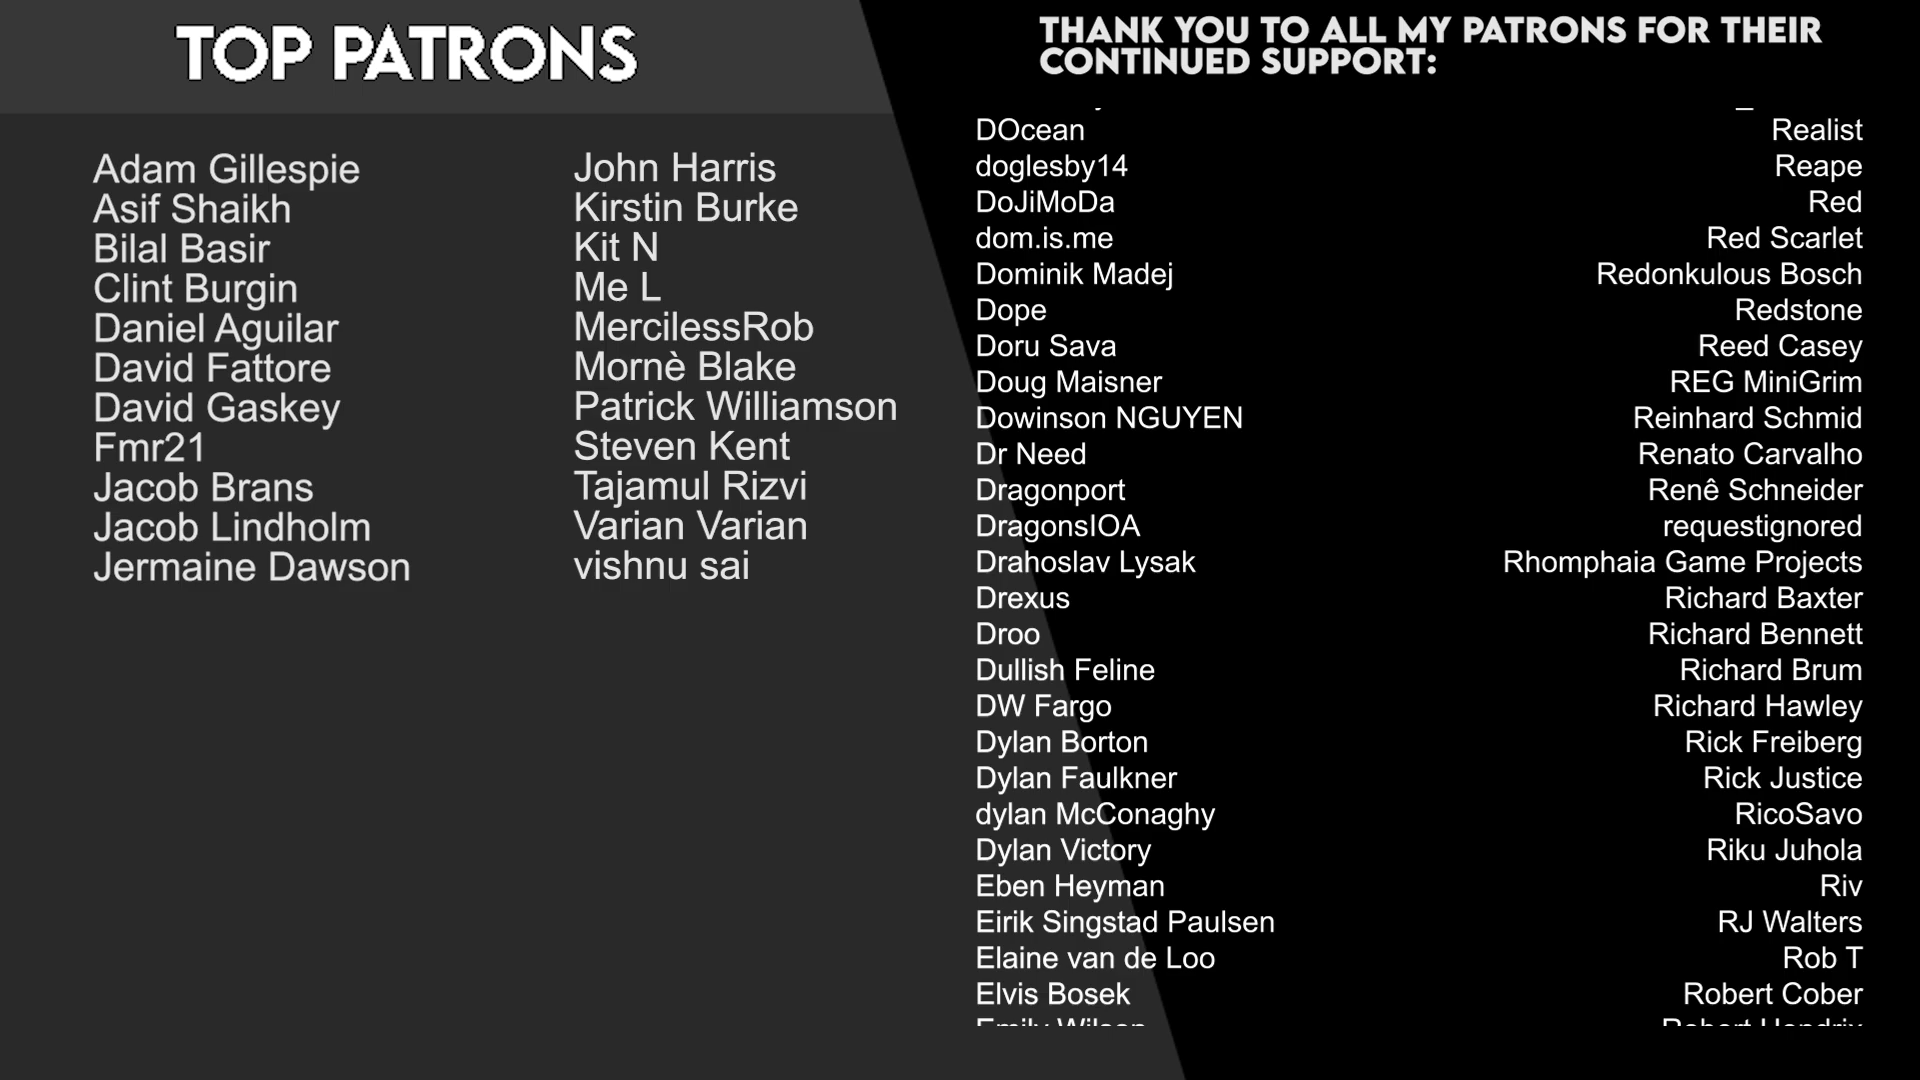 TOP PATRONS
Adam Gillespie
Asif Shaikh
Bilal Basir
Clint Burgin
Daniel Aguilar
David Fattore
David Gaskey
Fmr21
Jacob Brans
Jacob Lindholm
Jermaine Dawson
John Harris
Kirstin Burke
Kit N
Me L
MercilessRob
Mornè Blake
Patrick Williamson
Steven Kent
Tajamul Rizvi
Varian Varian
vishnu sai
THANK YOU TO ALL MY PATRONS FOR THEIR
CONTINUED SUPPORT:
DOcean
doglesby14
DoJiMoDa
dom.is.me
Dominik Madej
Dope
Doru Sava
Doug Maisner
Dowinson NGUYEN
Dr Need
Dragonport
DragonsIOA
Drahoslav Lysak
Drexus
Droo
Dullish Feline
DW Fargo
Dylan Borton
Dylan Faulkner
dylan McConaghy
Dylan Victory
Eben Heyman
Eirik Singstad Paulsen
Elaine van de Loo
Elvis Bosek
Realist
Reape
Red
Red Scarlet
Redonkulous Bosch
Redstone
Reed Casey
REG MiniGrim
Reinhard Schmid
Renato Carvalho
Renê Schneider
requestignored
Rhomphaia Game Projects
Richard Baxter
Richard Bennett
Richard Brum
Richard Hawley
Rick Freiberg
Rick Justice
RicoSavo
Riku Juhola
Riv
RJ Walters
Rob T
Robert Cober